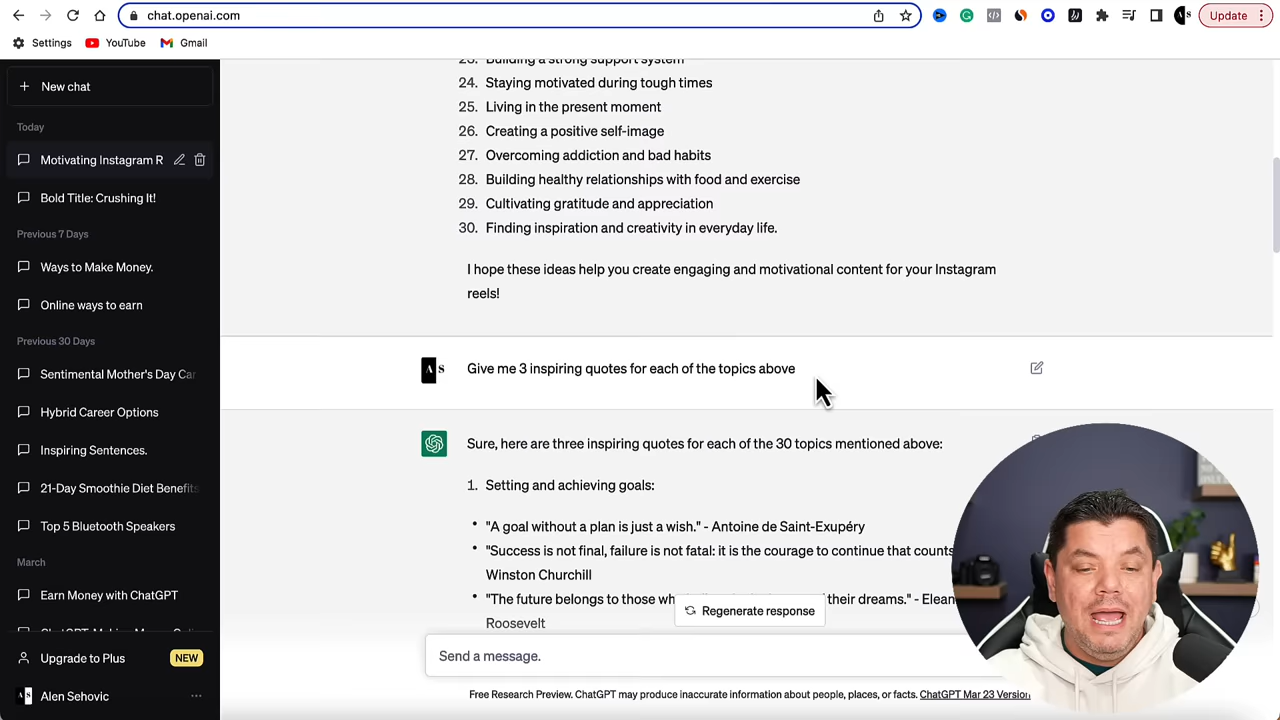 chat.openai.com
Update
Settings
YouTube
Gmail
New chat
Today
Motivating Instagram R
Bold Title: Crushing It!
Previous 7 Days
Ways to Make Money.
Online ways to earn
Previous 30 Days
Sentimental Mother's Day Car
Hybrid Career Options
Inspiring Sentences.
21-Day Smoothie Diet Benefits
Top 5 Bluetooth Speakers
March
Earn Money with ChatGPT
Upgrade to Plus
NEW
Alen Sehovic
23. Building a strong support system
24. Staying motivated during tough times
25. Living in the present moment
26. Creating a positive self-image
27. Overcoming addiction and bad habits
28. Building healthy relationships with food and exercise
29. Cultivating gratitude and appreciation
30. Finding inspiration and creativity in everyday life.
I hope these ideas help you create engaging and motivational content for your Instagram
reels!
A S
Give me 3 inspiring quotes for each of the topics above
Sure, here are three inspiring quotes for each of the 30 topics mentioned above:
1. Setting and achieving goals:
• "A goal without a plan is just a wish." - Antoine de Saint-Exupéry
• "Success is not final, failure is not fatal: it is the courage to continue that counts
Winston Churchill
• "The future belongs to those wh
their dreams." - Elean
Roosevelt
Regenerate response
Send a message.
Free Research Preview. ChatGPT may produce inaccurate information about people, places, or facts. ChatGPT Mar 23 Version